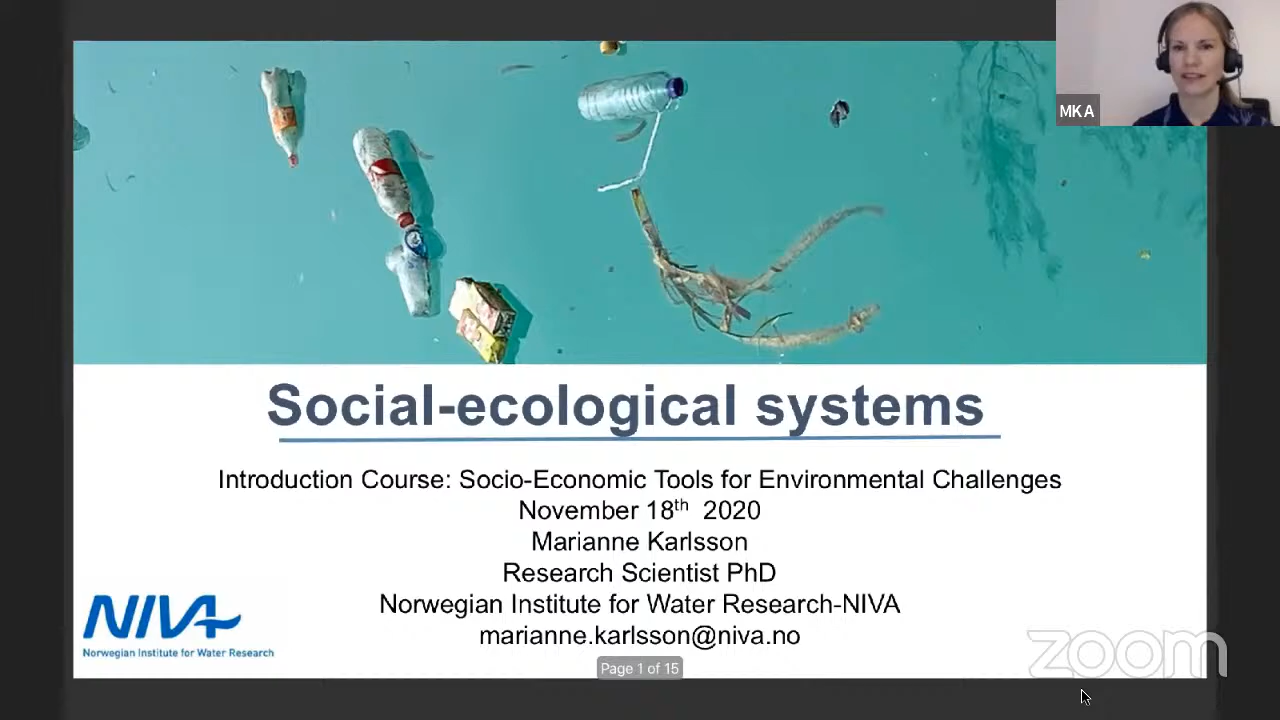 MKA
Social-ecological systems
Introduction Course: Socio-Economic Tools for Environmental Challenges
November 18th 2020
Marianne Karlsson
Research Scientist PhD
Norwegian Institute for Water Research-NIVA
marianne.karlsson@niva.no
NIVA
Norwegian Institute for Water Research
Page 1 of 15
zoom